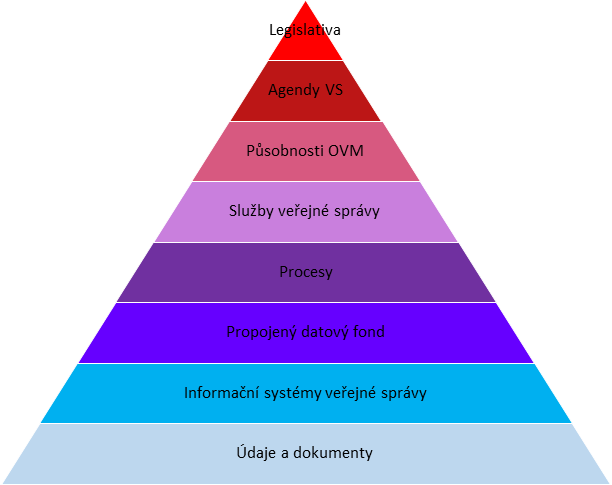 Legislativa
Agendy VS
Působnosti OVM
Služby veřejné správy
Procesy
Propojený datový fond
Informační systémy veřejné správy
Údaje a dokumenty